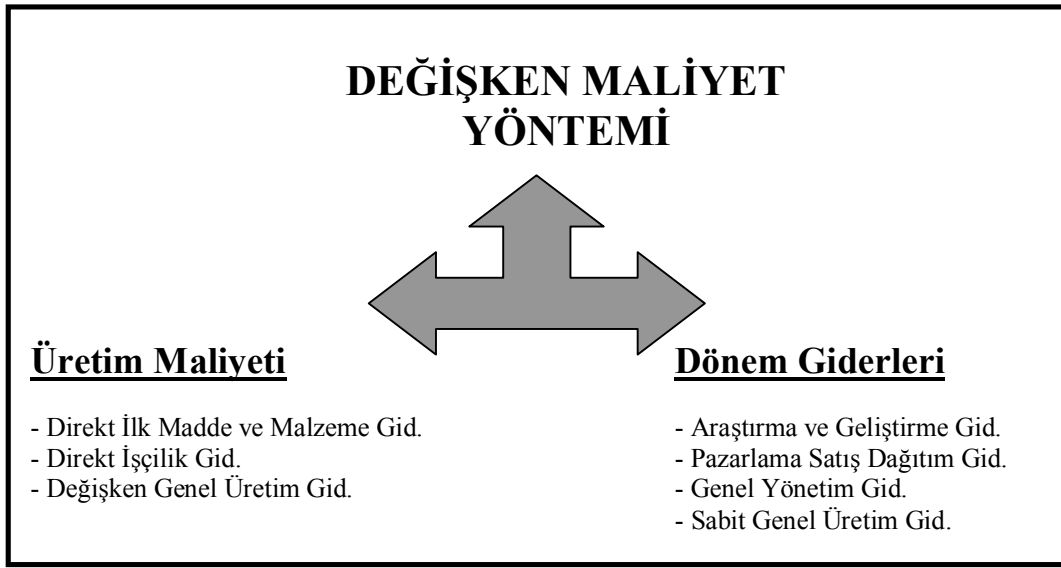 DEĞİŞKEN MALİYET
YÖNTEMİ
Üretim Maliyeti
- Direkt İlk Madde ve Malzeme Gid.
- Direkt İşçilik Gid.
- Değişken Genel Üretim Gid.
Dönem Giderleri
- Araştırma ve Geliştirme Gid.
- Pazarlama Satış Dağıtım Gid.
- Genel Yönetim Gid.
- Sabit Genel Üretim Gid.